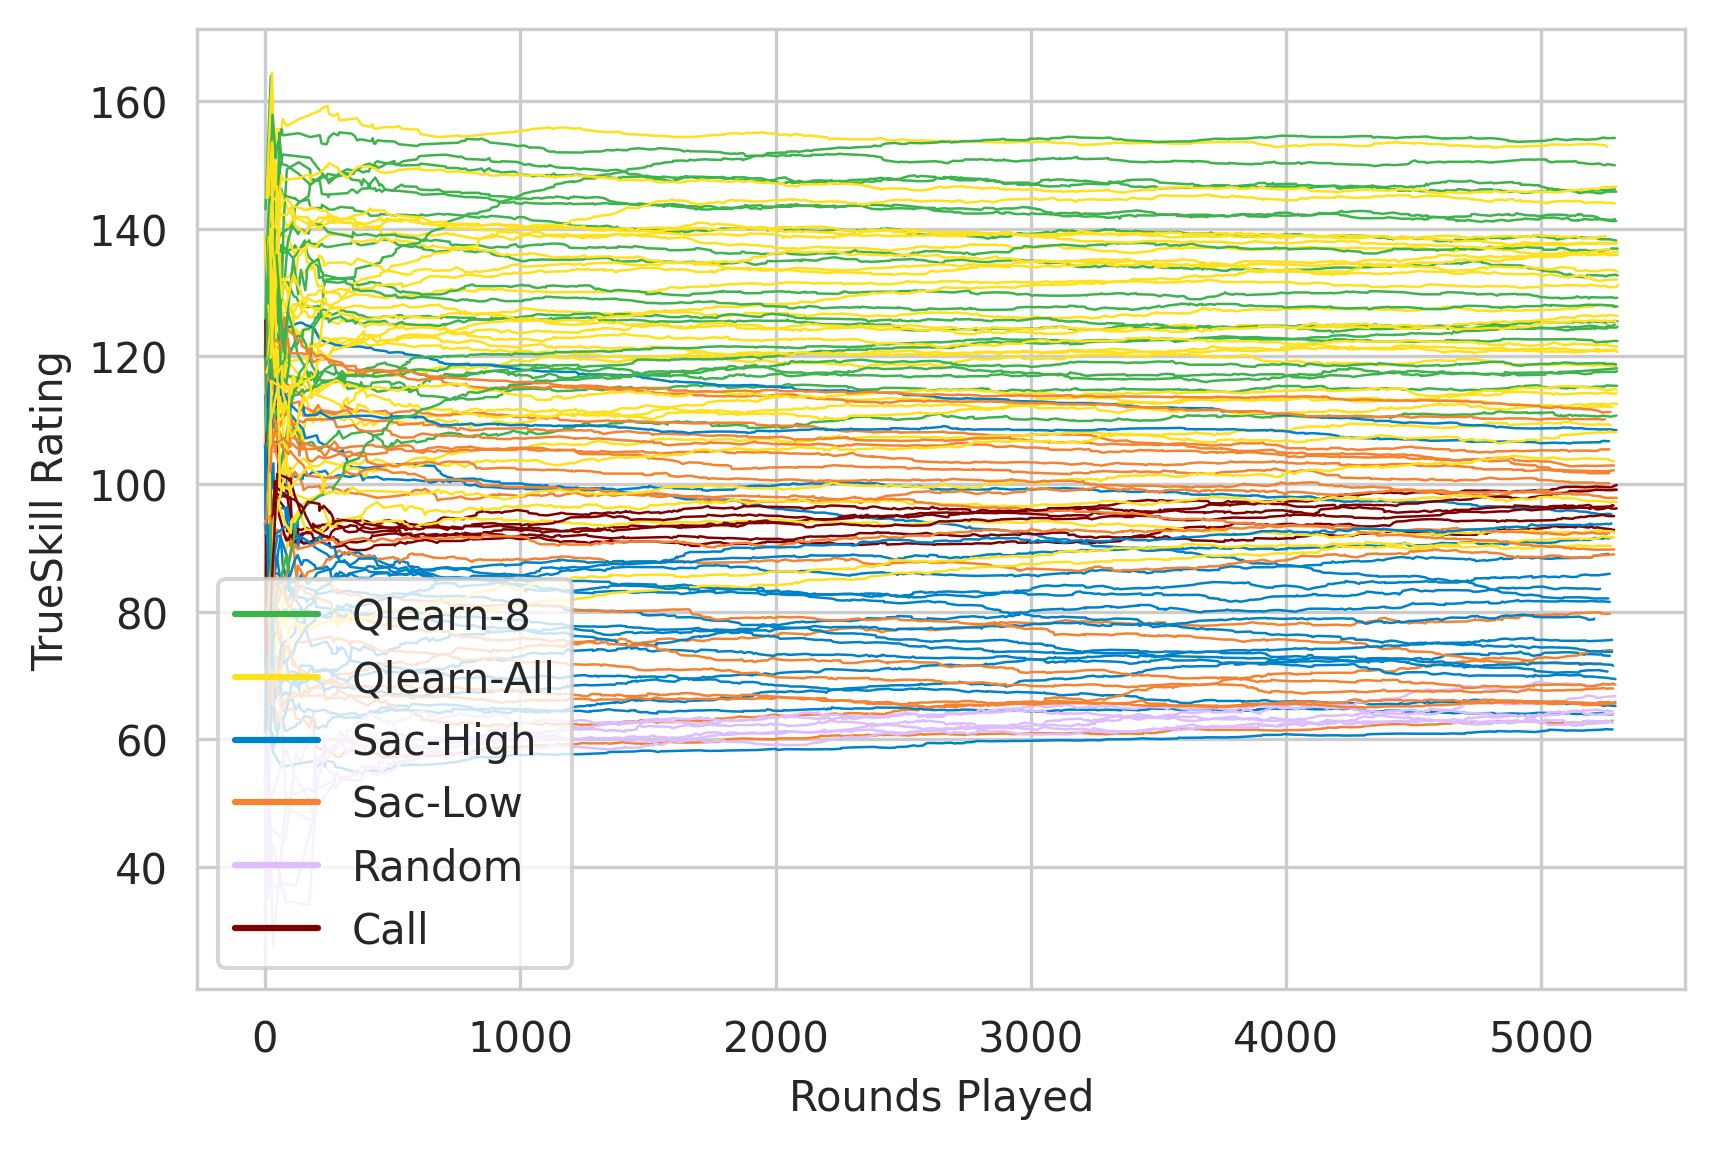 TrueSkill Rating
160
140
120
100
80
60
40
Qlearn-8
Qlearn-All
Sac-High
Sac-Low
Random
Call
0 1000 2000 3000 4000 5000
Rounds Played